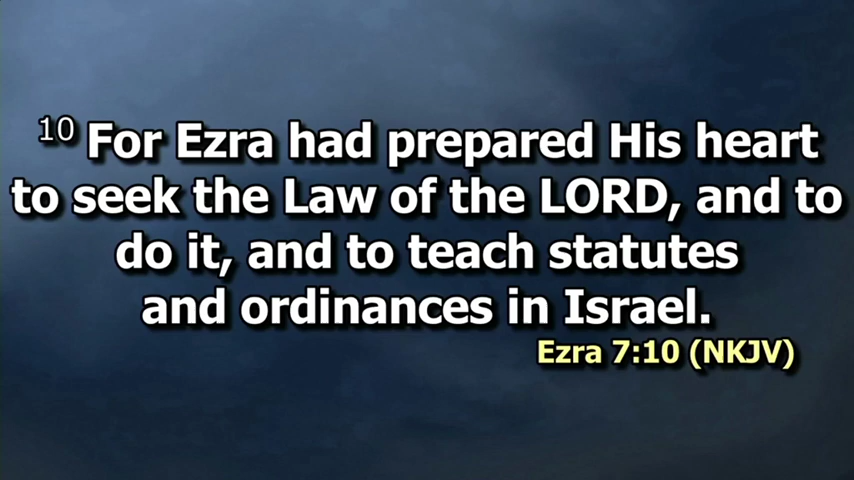 10 For Ezra had prepared His heart
to seek the Law of the LORD, and to
do it, and to teach statutes
and ordinances in Israel.
Ezra 7:10 (NKJV)